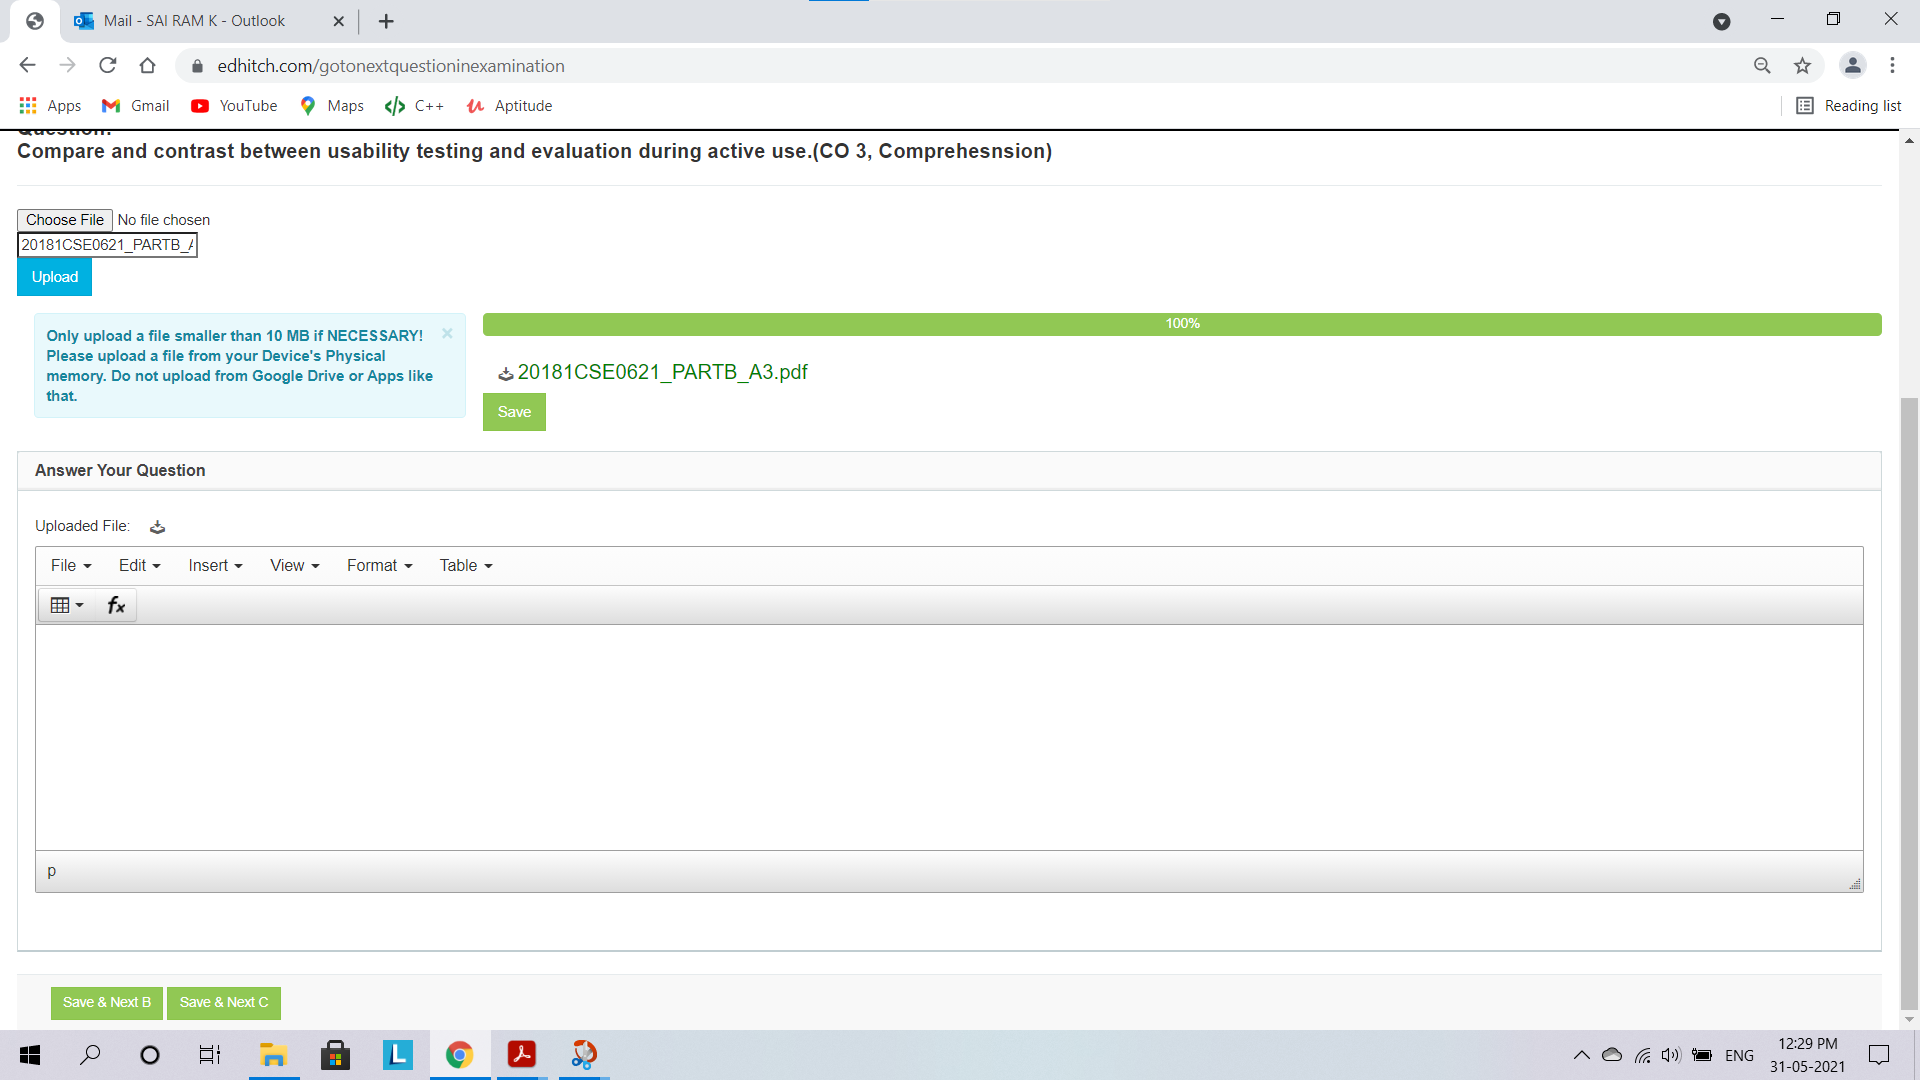 Mail - SAI RAM K - Outlook
edhitch.com/gotonextquestioninexamination
Apps Gmail YouTube Maps C++ Aptitude Reading list
Question:
Compare and contrast between usability testing and evaluation during active use.(CO 3, Comprehesnsion)
Choose File No file chosen
20181CSE0621_PARTB_A
Upload
Only upload a file smaller than 10 MB if NECESSARY!
Please upload a file from your Device's Physical
memory. Do not upload from Google Drive or Apps like
that.
×
100%
20181CSE0621_PARTB_A3.pdf
Save
Answer Your Question
Uploaded File:
File Edit Insert View Format Table
fx
p
Save & Next B Save & Next C
L
ENG
12:29 PM
31-05-2021